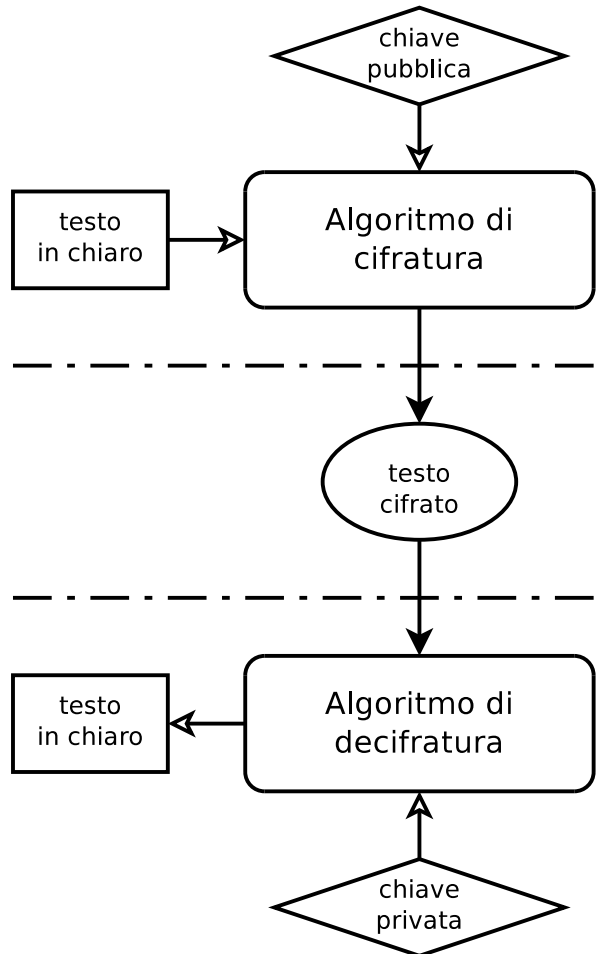 chiave
pubblica
testo
in chiaro
Algoritmo di
cifratura
testo
cifrato
testo
in chiaro
Algoritmo di
decifratura
chiave
privata